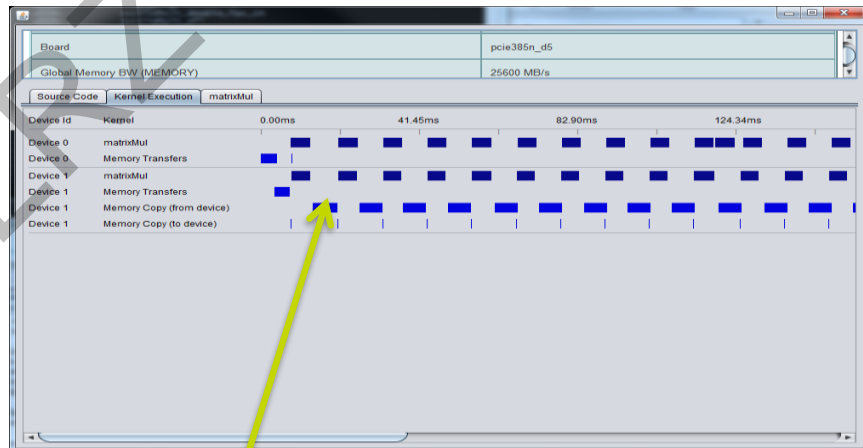 Board pcie385n_d5
Global Memory BW (MEMORY) 25600 MB/s
Source Code Kernel Execution matrixMul
Device Id Kernel 0.00ms 41.45ms 82.90ms 124.34ms
Device 0 matrixMul
Device 0 Memory Transfers
Device 1 matrixMul
Device 1 Memory Transfers
Device 1 Memory Copy (from device)
Device 1 Memory Copy (to device)